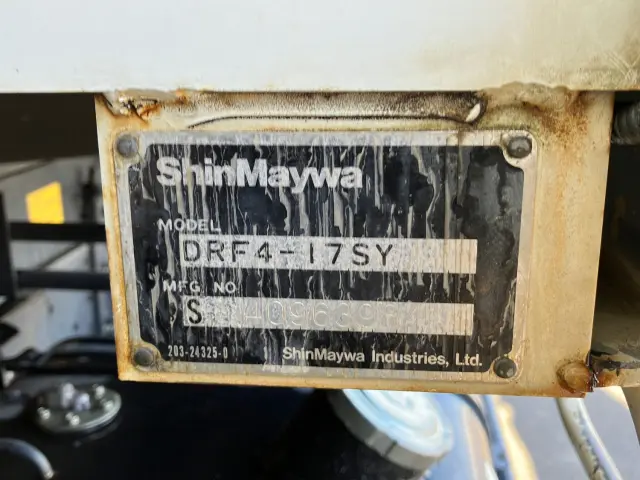 ShinMaywa
MODEL
DRF4-17SY
MFG NO
S
203-24325-0
ShinMaywa Industries, Ltd.